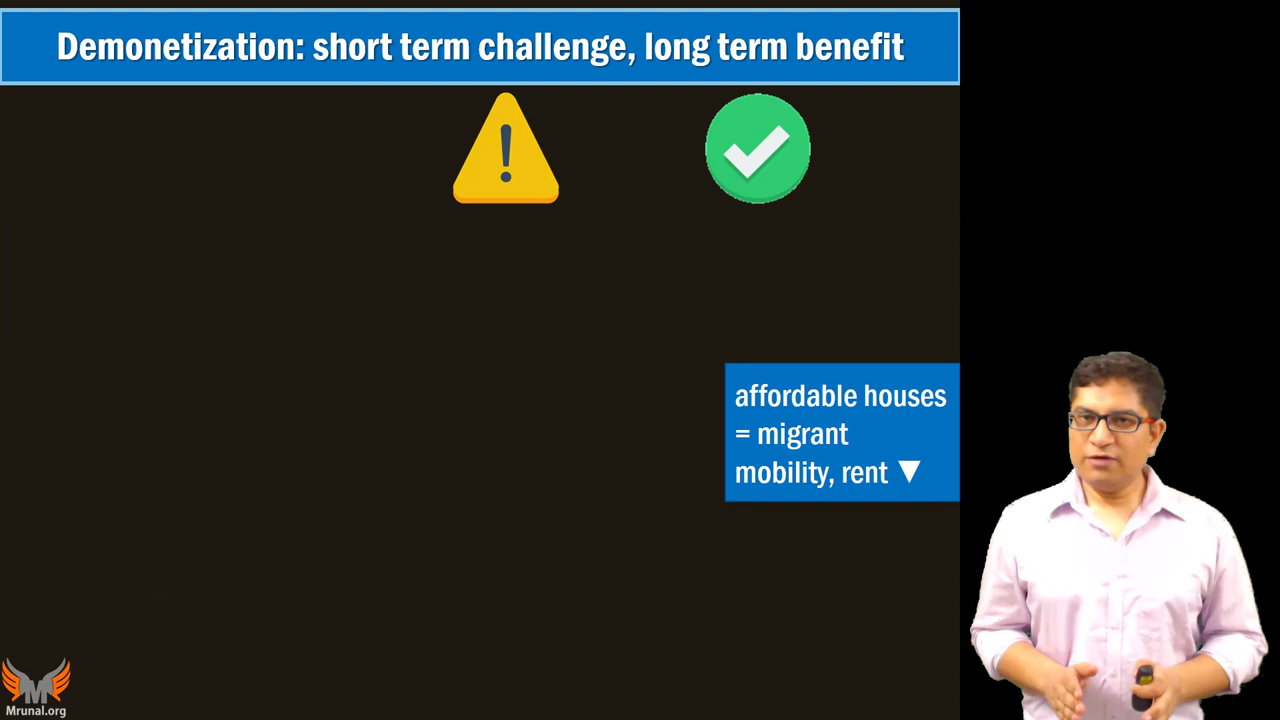 Demonetization: short term challenge, long term benefit
affordable houses
= migrant
mobility, rent ▼
Mrunal.org